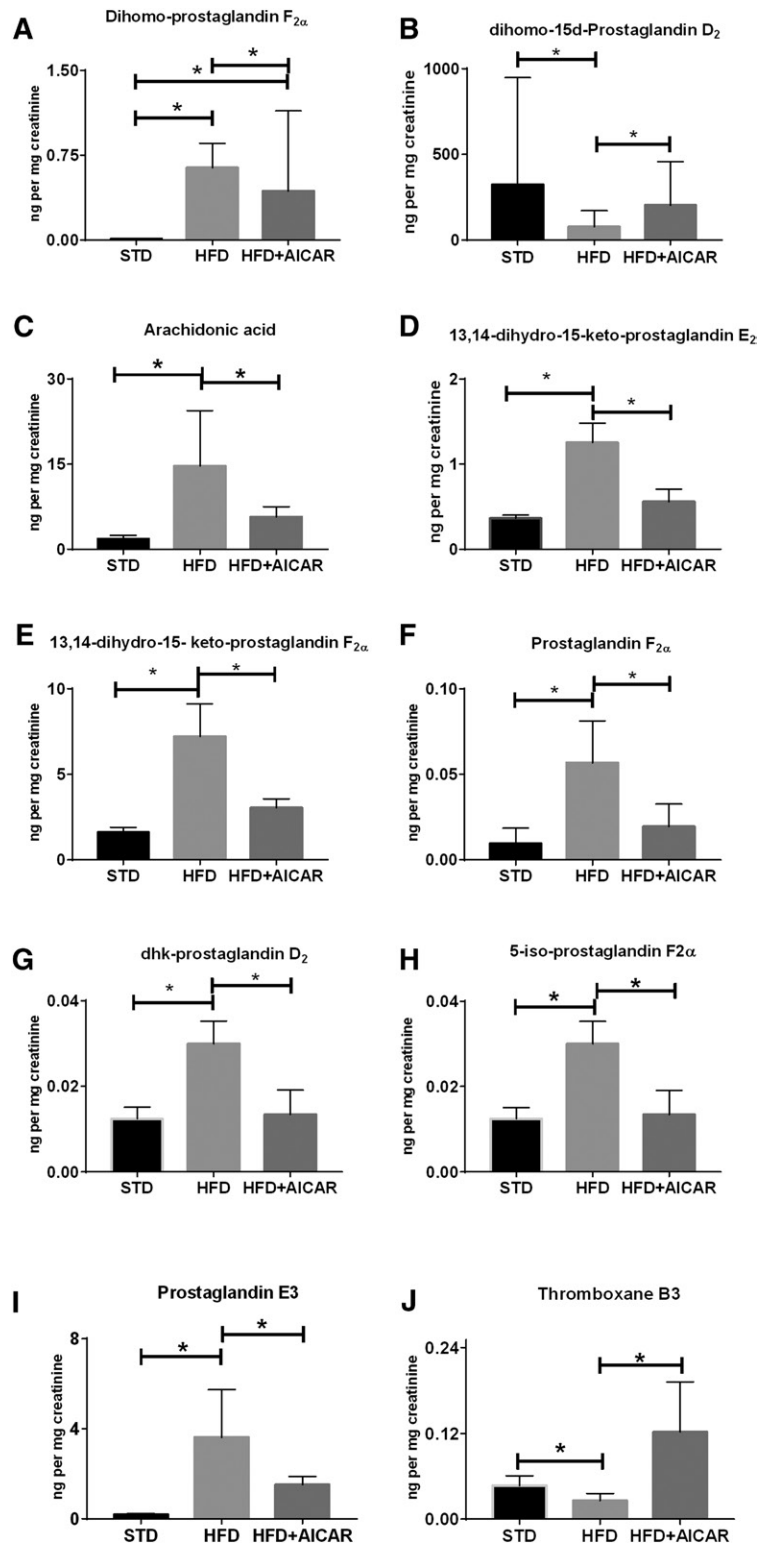 A
Dihomo-prostaglandin F2α
ng per mg creatinine
1.50
0.75
0.00
* * *
STD HFD HFD+AICAR
B
dihomo-15d-Prostaglandin D2
ng per mg creatinine
1000
500
0
* *
STD HFD HFD+AICAR
C
Arachidonic acid
ng per mg creatinine
30
15
0
* *
STD HFD HFD+AICAR
D
13,14-dihydro-15-keto-prostaglandin E2
ng per mg creatinine
2
1
0
* *
STD HFD HFD+AICAR
E
13,14-dihydro-15- keto-prostaglandin F2α
ng per mg creatinine
10
5
0
* *
STD HFD HFD+AICAR
F
Prostaglandin F2α
ng per mg creatinine
0.10
0.05
0.00
* *
STD HFD HFD+AICAR
G
dhk-prostaglandin D2
ng per mg creatinine
0.04
0.02
0.00
* *
STD HFD HFD+AICAR
H
5-iso-prostaglandin F2α
ng per mg creatinine
0.04
0.02
0.00
* *
STD HFD HFD+AICAR
I
Prostaglandin E3
ng per mg creatinine
8
4
0
* *
STD HFD HFD+AICAR
J
Thromboxane B3
ng per mg creatinine
0.24
0.12
0.00
* *
STD HFD HFD+AICAR